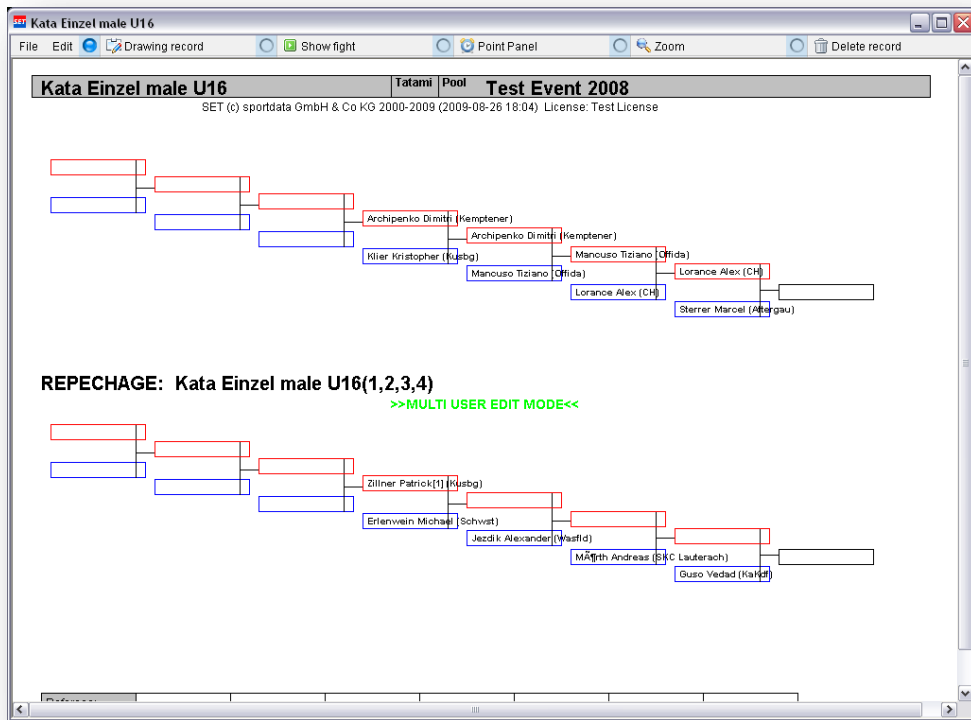 SET Kata Einzel male U16
File Edit Drawing record Show fight Point Panel Zoom Delete record
Kata Einzel male U16 Tatami Pool Test Event 2008
SET (c) sportdata GmbH & Co KG 2000-2009 (2009-08-26 18:04) License: Test License
Archipenko Dimitri (Kemptener)
Archipenko Dimitri (Kemptener)
Klier Kristopher (Kusbg)
Mancuso Tiziano (Offida)
Mancuso Tiziano (Offida)
Lorance Alex (CH)
Lorance Alex (CH)
Sterrer Marcel (Attergau)
REPECHAGE: Kata Einzel male U16(1,2,3,4)
>>MULTI USER EDIT MODE<<
Zillner Patrick[1] (Kusbg)
Erlenwein Michael (Schwst)
Jezdik Alexander (Wasfld)
MÃ¶rth Andreas (SKC Lauterach)
Guso Vedad (KaKdf)